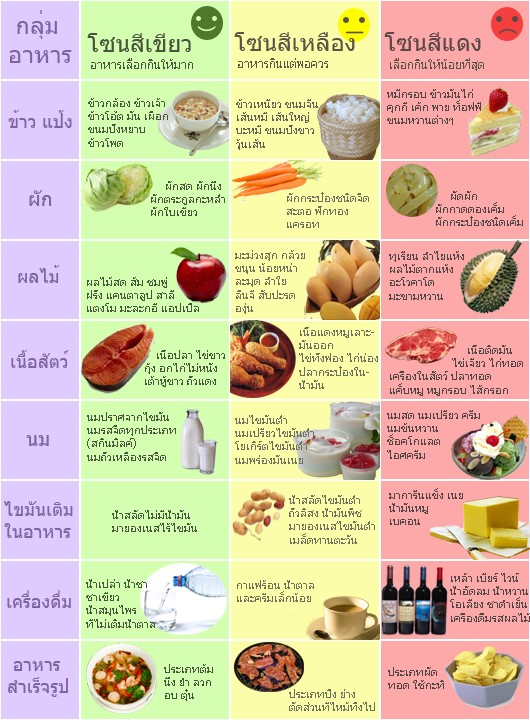 กลุ่ม
อาหาร
โซนสีเขียว
อาหารเลือกกินให้มาก
โซนสีเหลือง
อาหารกินแต่พอควร
โซนสีแดง
เลือกกินให้น้อยที่สุด
ข้าว แป้ง
ข้าวกล้อง ข้าวเจ้า
ข้าวโอ๊ต มัน เผือก
ขนมปังหยาบ
ข้าวโพด
ข้าวเหนียว ขนมจีน
เส้นหมี่ เส้นใหญ่
บะหมี่ ขนมปังขาว
วุ้นเส้น
หมี่กรอบ ข้าวมันไก่
คุกกี้ เค้ก พาย ท็อฟฟี่
ขนมหวานต่างๆ
ผัก
ผักสด ผักนึ่ง
ผักตระกูลกะหล่ำ
ผักใบเขียว
ผักกระป๋องชนิดจืด
สะตอ ฟักทอง
แครอท
ผัดผัก
ผักกาดดองเค็ม
ผักกระป๋องชนิดเค็ม
ผลไม้
ผลไม้สด ส้ม ชมพู่
ฝรั่ง แคนตาลูป สาลี่
แตงโม มะละกอ แอปเปิ้ล
มะม่วงสุก กล้วย
ขนุน น้อยหน่า
ละมุด ลำไย
ลิ้นจี่ สับปะรด
องุ่น
ทุเรียน ลำไยแห้ง
ผลไม้ตากแห้ง
อะโวคาโด
มะขามหวาน
เนื้อสัตว์
เนื้อปลา ไข่ขาว
กุ้ง อกไก่ไม่หนัง
เต้าหู้ขาว ถั่วแดง
เนื้อแดงหมูเลาะ-
มันออก
ไข่ทั้งฟอง ไก่น่อง
ปลากระป๋องใน-
น้ำมัน
เนื้อติดมัน
ไข่เจียว ไก่ทอด
เครื่องในสัตว์ ปลาทอด
แค็บหมู หมูกรอบ ไส้กรอก
นม
นมปราศจากไขมัน
นมรสจืดทุกประเภท
(สกิมมิลค์)
นมถั่วเหลืองรสจืด
นมไขมันต่ำ
นมเปรี้ยวไขมันต่ำ
โยเกิร์ตไขมันต่ำ
นมพร่องมันเนย
นมสด นมเปรี้ยว ครีม
นมข้นหวาน
ช็อคโกแลต
ไอศครีม
ไขมันเติม
ในอาหาร
น้ำสลัดไม่มีน้ำมัน
มายองเนสไร้ไขมัน
น้ำสลัดไขมันต่ำ
ถั่วลิสง น้ำมันพืช
มายองเนสไขมันต่ำ
เมล็ดทานตะวัน
มาการีนแข็ง เนย
น้ำมันหมู
เบคอน
เครื่องดื่ม
น้ำเปล่า น้ำชา
ชาเขียว
น้ำสมุนไพร
ที่ไม่เติมน้ำตาล
กาแฟร้อน น้ำตาล
และครีมเล็กน้อย
เหล้า เบียร์ ไวน์
น้ำอัดลม น้ำหวาน
โอเลี้ยง ชาดำเย็น
เครื่องดื่มรสผลไม้
อาหาร
สำเร็จรูป
ประเภทต้ม
นึ่ง ยำ ลวก
อบ ตุ๋น
ประเภทปิ้ง ย่าง
ตัดส่วนที่ไหม้ทิ้งไป
ประเภทผัด
ทอด ใช้กะทิ